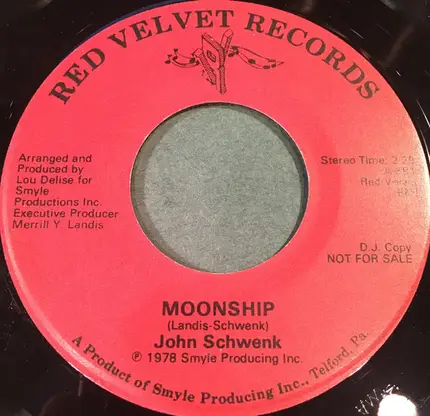 RED VELVET RECORDS
Arranged and
Produced by
Lou Delise for
Smyle
Productions Inc.
Executive Producer
Merrill Y. Landis
Stereo Time:
D.J. Copy
NOT FOR SALE
MOONSHIP
(Landis-Schwenk)
John Schwenk
℗ 1978 Smyle Producing Inc.
A Product of Smyle Producing Inc., Telford, Pa.